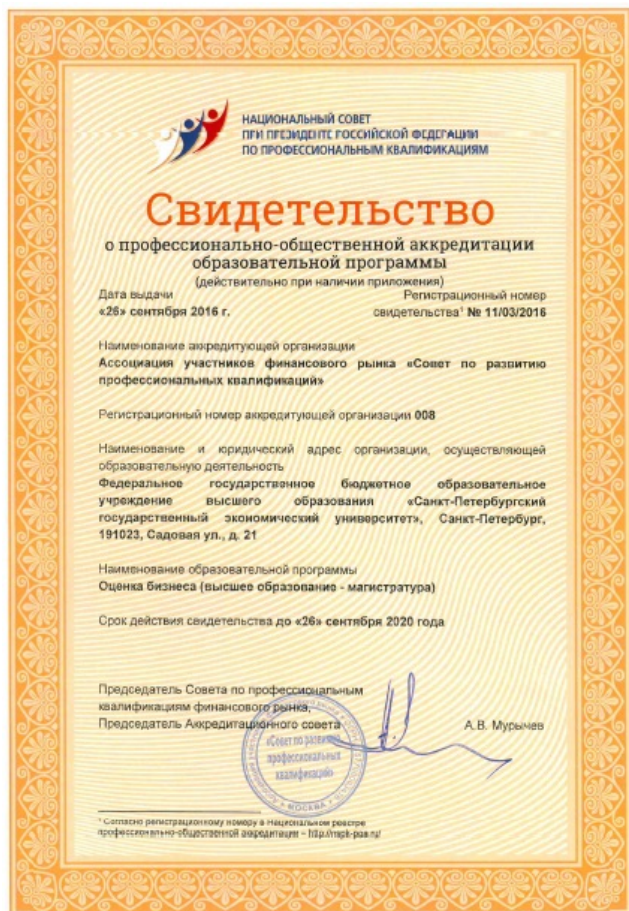 НАЦИОНАЛЬНЫЙ СОВЕТ
ПРИ ПРЕЗИДЕНТЕ РОССИЙСКОЙ ФЕДЕРАЦИИ
ПО ПРОФЕССИОНАЛЬНЫМ КВАЛИФИКАЦИЯМ
Свидетельство
о профессионально-общественной аккредитации
образовательной программы
(действительно при наличии приложения)
Дата выдачи Регистрационный номер
«26» сентября 2016 г. свидетельства¹ № 11/03/2016
Наименование аккредитующей организации
Ассоциация участников финансового рынка «Совет по развитию
профессиональных квалификаций»
Регистрационный номер аккредитующей организации 008
Наименование и юридический адрес организации, осуществляющей
образовательную деятельность
Федеральное государственное бюджетное образовательное
учреждение высшего образования «Санкт-Петербургский
государственный экономический университет», Санкт-Петербург,
191023, Садовая ул., д. 21
Наименование образовательной программы
Оценка бизнеса (высшее образование - магистратура)
Срок действия свидетельства до «26» сентября 2020 года
Председатель Совета по профессиональным
квалификациям финансового рынка,
Председатель Аккредитационного совета А.В. Мурычев
«Совет по развитию
профессиональных
квалификаций»
МОСКВА
¹ Согласно регистрационному номеру в Национальном реестре
профессионально-общественной аккредитации –